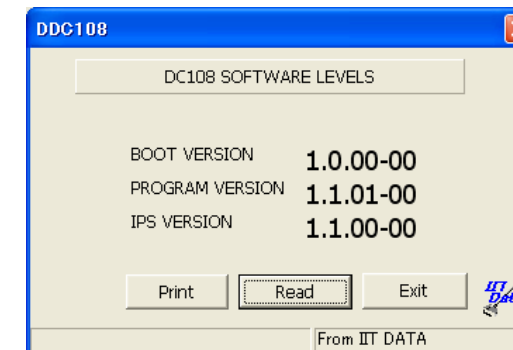 DDC108
DC108 SOFTWARE LEVELS
BOOT VERSION 1.0.00-00
PROGRAM VERSION 1.1.01-00
IPS VERSION 1.1.00-00
Print Read Exit
From IIT DATA